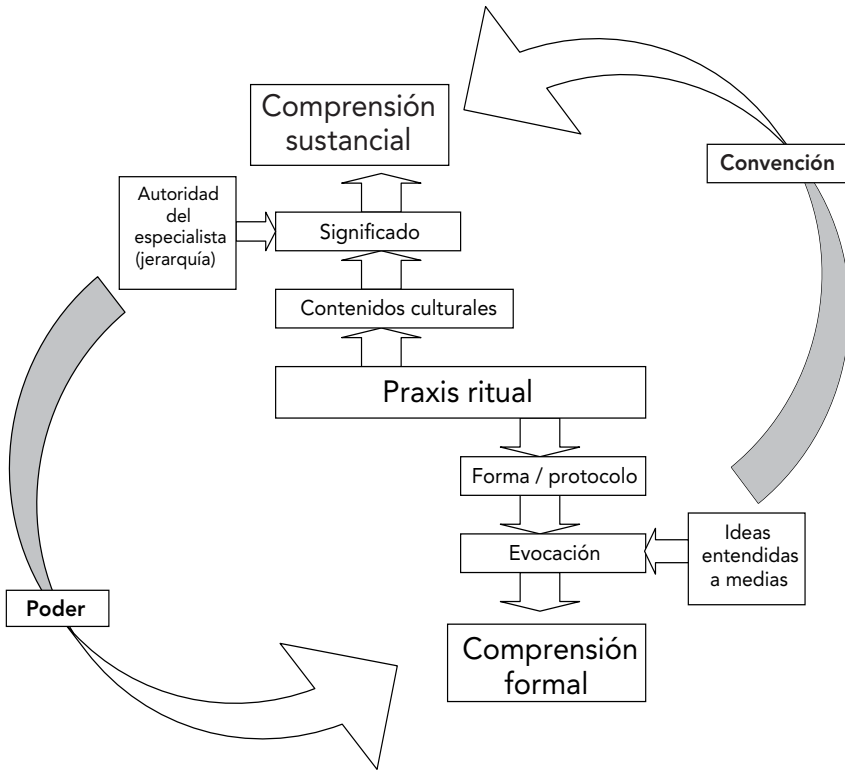 Comprensión
sustancial
Convención
Autoridad
del
especialista
(jerarquía)
Significado
Contenidos culturales
Praxis ritual
Forma / protocolo
Evocación
Ideas
entendidas
a medias
Poder
Comprensión
formal